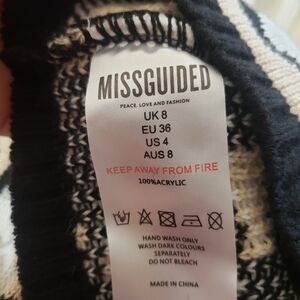 MISSGUIDED
PEACE, LOVE AND FASHION
UK 8
EU 36
US 4
AUS 8
KEEP AWAY FROM FIRE
100%ACRYLIC
HAND WASH ONLY
WASH DARK COLOURS
SEPARATELY
DO NOT BLEACH
MADE IN CHINA